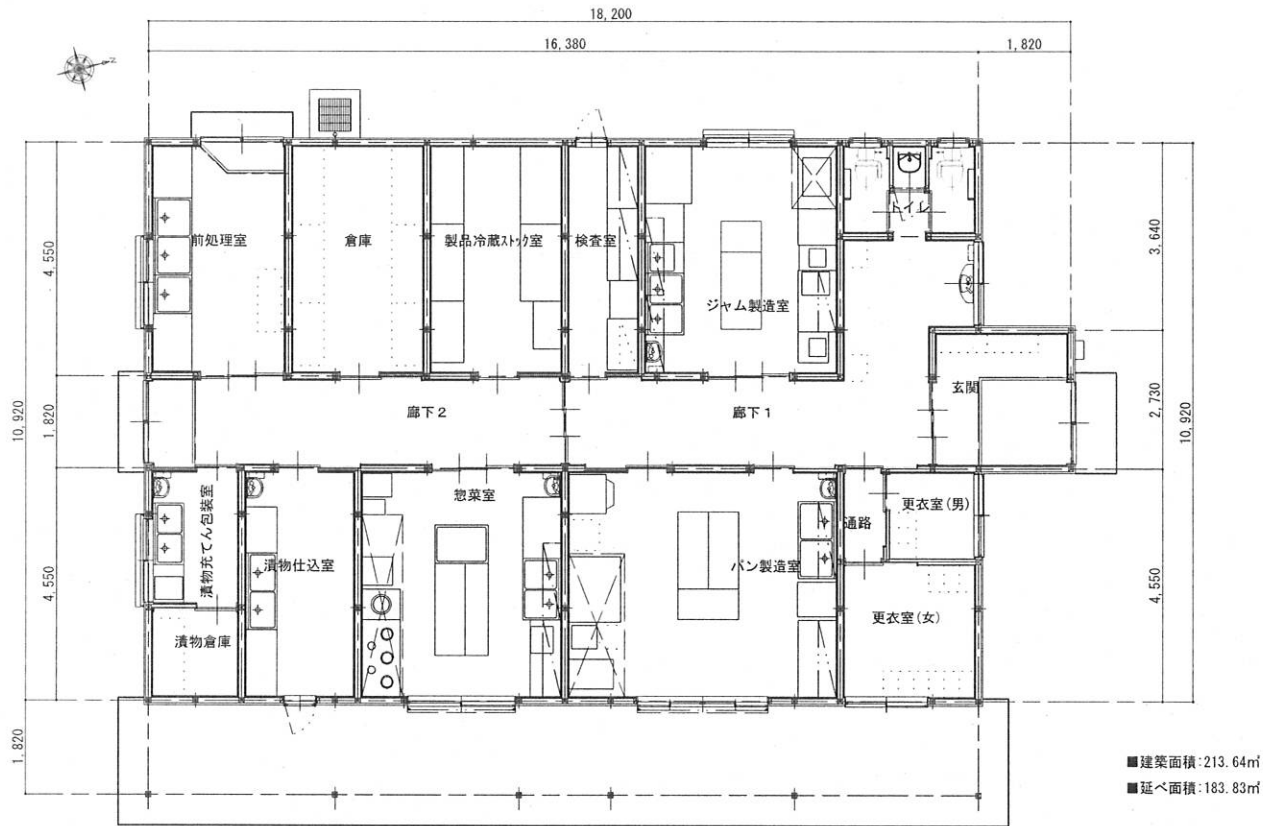 18,200
16,380
1,820
N
前処理室
倉庫
製品冷蔵ストック室
検査室
ジャム製造室
トイレ
4,550
3,640
10,920
1,820
廊下2
廊下1
玄関
2,730
10,920
漬物充てん包装室
漬物仕込室
惣菜室
パン製造室
通路
更衣室(男)
4,550
4,550
漬物倉庫
更衣室(女)
1,820
■建築面積:213.64㎡
■延べ面積:183.83㎡